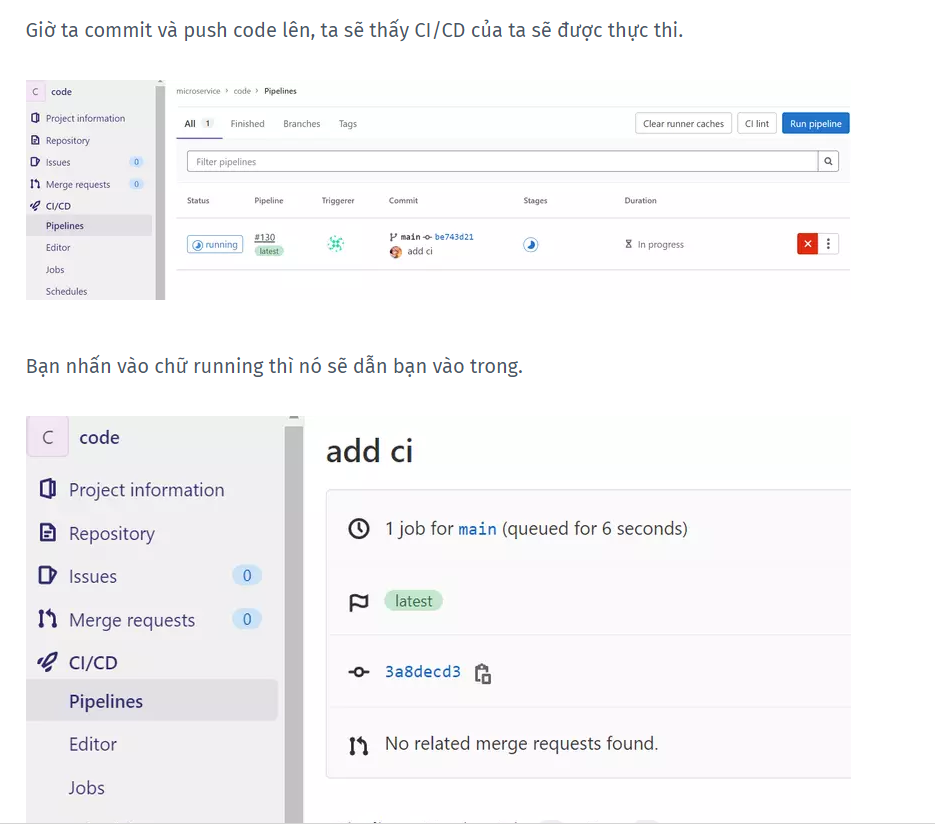 Giờ ta commit và push code lên, ta sẽ thấy CI/CD của ta sẽ được thực thi.
C code
Project information
Repository
Issues 0
Merge requests 0
CI/CD
Pipelines
Editor
Jobs
Schedules
microservice > code > Pipelines
All 1 Finished Branches Tags Clear runner caches CI lint Run pipeline
Filter pipelines
Status Pipeline Triggerer Commit Stages Duration
running #130 main be743d21 In progress
latest add ci
Bạn nhấn vào chữ running thì nó sẽ dẫn bạn vào trong.
C code
Project information
Repository
Issues 0
Merge requests 0
CI/CD
Pipelines
Editor
Jobs
add ci
1 job for main (queued for 6 seconds)
latest
3a8decd3
No related merge requests found.